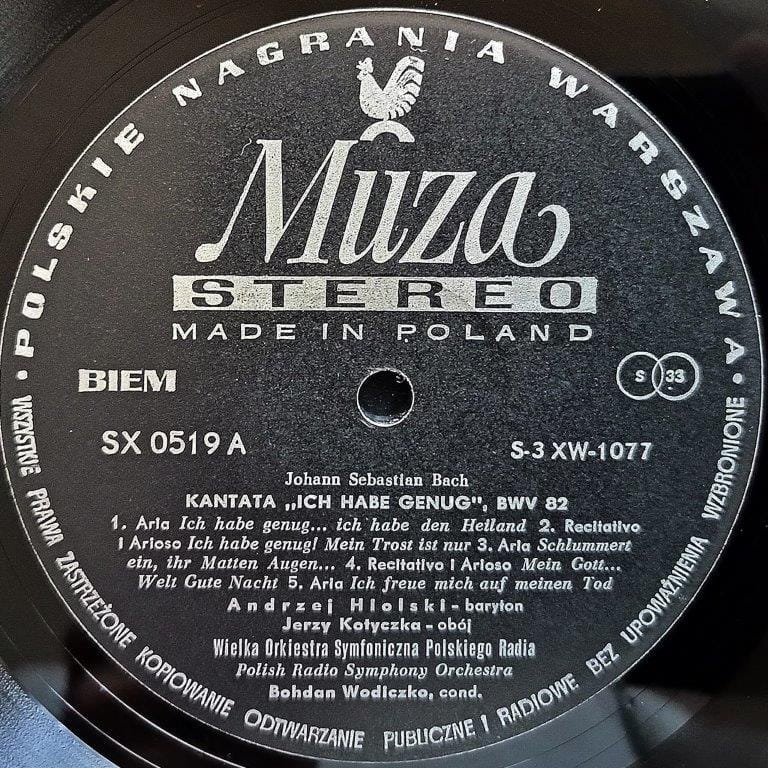 • POLSKIE NAGRANIA WARSZAWA •
Muza
STEREO
MADE IN POLAND
BIEM
S 33
SX 0519 A
S-3 XW-1077
Johann Sebastian Bach
KANTATA „ICH HABE GENUG", BWV 82
1. Aria Ich habe genug... ich habe den Heiland 2. Recitativo
i Arioso Ich habe genug! Mein Trost ist nur 3. Aria Schlummert
ein, ihr Matten Augen... 4. Recitativo i Arioso Mein Gott...
Welt Gute Nacht 5. Aria Ich freue mich auf meinen Tod
Andrzej Hiolski - baryton
Jerzy Kotyczka - obój
Wielka Orkiestra Symfoniczna Polskiego Radia
Polish Radio Symphony Orchestra
Bohdan Wodiczko, cond.
WSZYSTKIE PRAWA ZASTRZEŻONE KOPIOWANIE ODTWARZANIE PUBLICZNE I RADIOWE BEZ UPOWAŻNIENIA WZBRONIONE